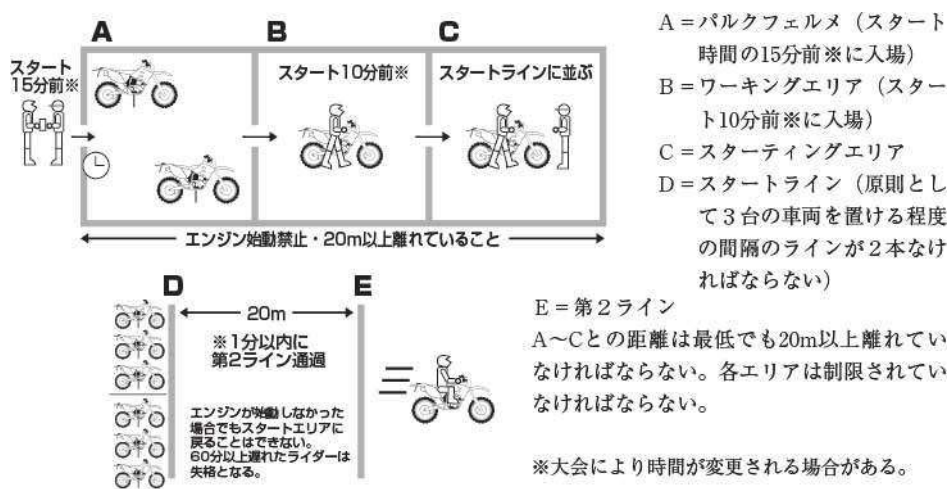 A
B
C
スタート
15分前※
スタート10分前※
スタートラインに並ぶ
エンジン始動禁止・20m以上離れていること
A＝パルクフェルメ（スタート
時間の15分前※に入場）
B＝ワーキングエリア（スター
ト10分前※に入場）
C＝スターティングエリア
D＝スタートライン（原則とし
て3台の車両を置ける程度
の間隔のラインが2本なけ
ればならない）
D
E
20m
※1分以内に
第2ライン通過
エンジンが始動しなかった
場合でもスタートエリアに
戻ることはできない。
60分以上遅れたライダーは
失格となる。
E＝第2ライン
A〜Cとの距離は最低でも20m以上離れてい
なければならない。各エリアは制限されてい
なければならない。
※大会により時間が変更される場合がある。